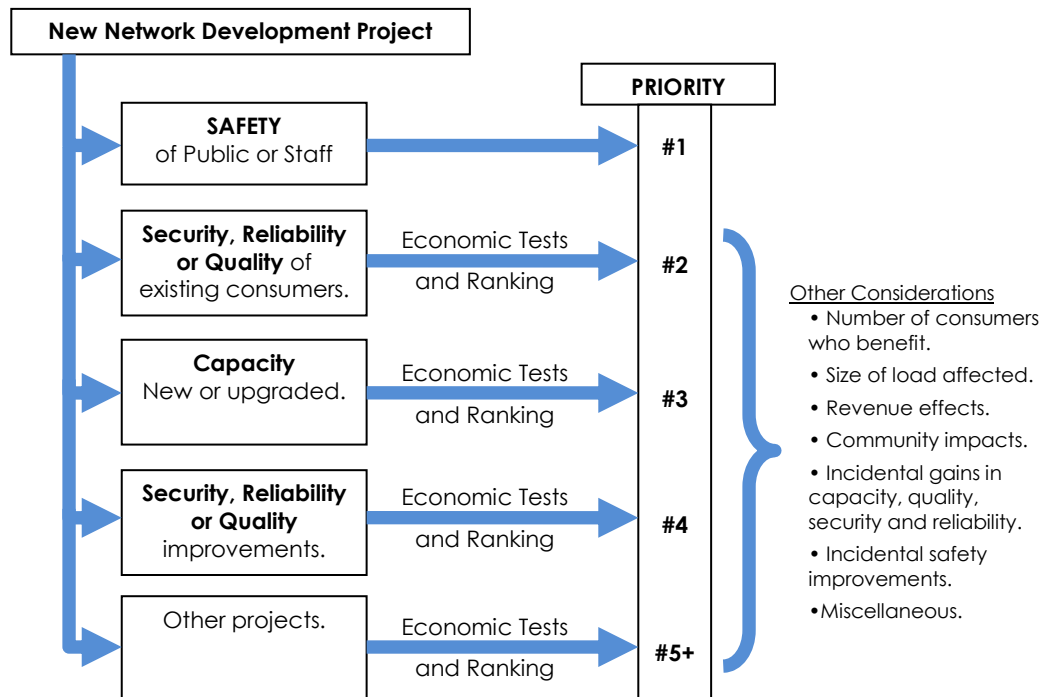 New Network Development Project
PRIORITY
SAFETY
of Public or Staff
#1
Security, Reliability
or Quality of
existing consumers.
Economic Tests
and Ranking
#2
Capacity
New or upgraded.
Economic Tests
and Ranking
#3
Security, Reliability
or Quality
improvements.
Economic Tests
and Ranking
#4
Other projects.
Economic Tests
and Ranking
#5+
Other Considerations
• Number of consumers
who benefit.
• Size of load affected.
• Revenue effects.
• Community impacts.
• Incidental gains in
capacity, quality,
security and reliability.
• Incidental safety
improvements.
•Miscellaneous.